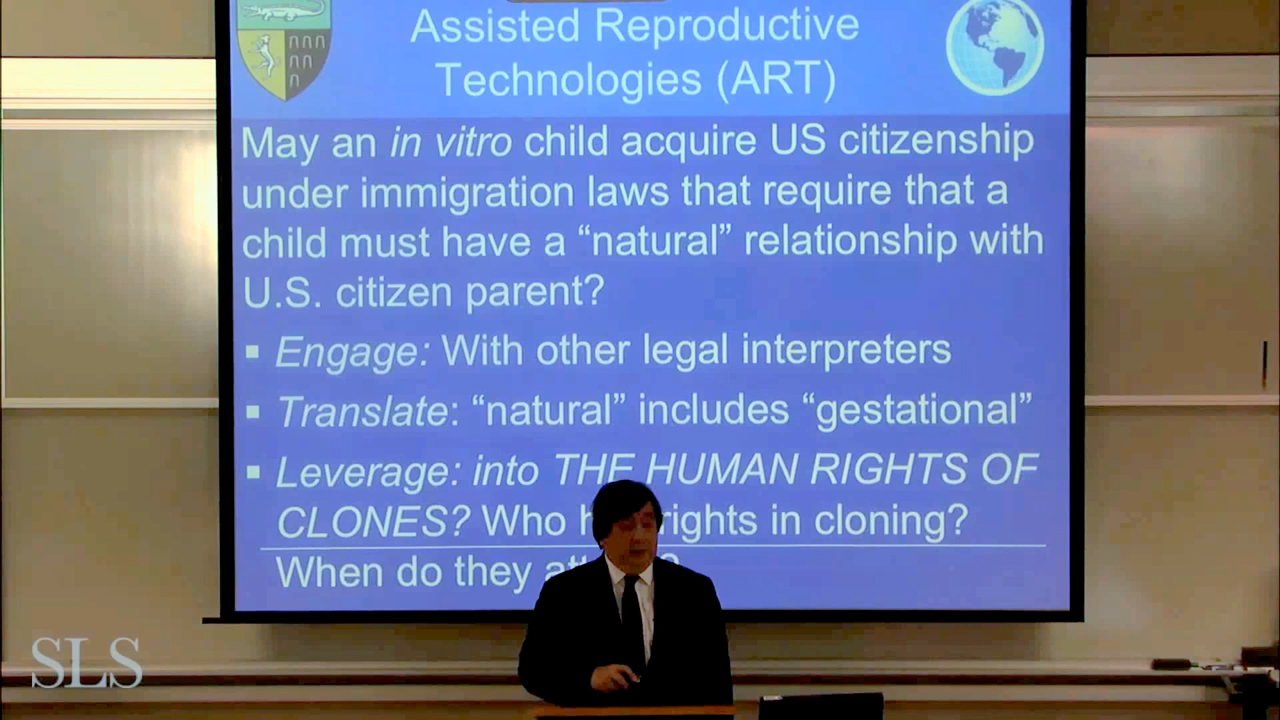 Assisted Reproductive
Technologies (ART)
May an in vitro child acquire US citizenship
under immigration laws that require that a
child must have a “natural” relationship with
U.S. citizen parent?
▪ Engage: With other legal interpreters
▪ Translate: “natural” includes “gestational”
▪ Leverage: into THE HUMAN RIGHTS OF
CLONES? Who rights in cloning?
When do they
SLS